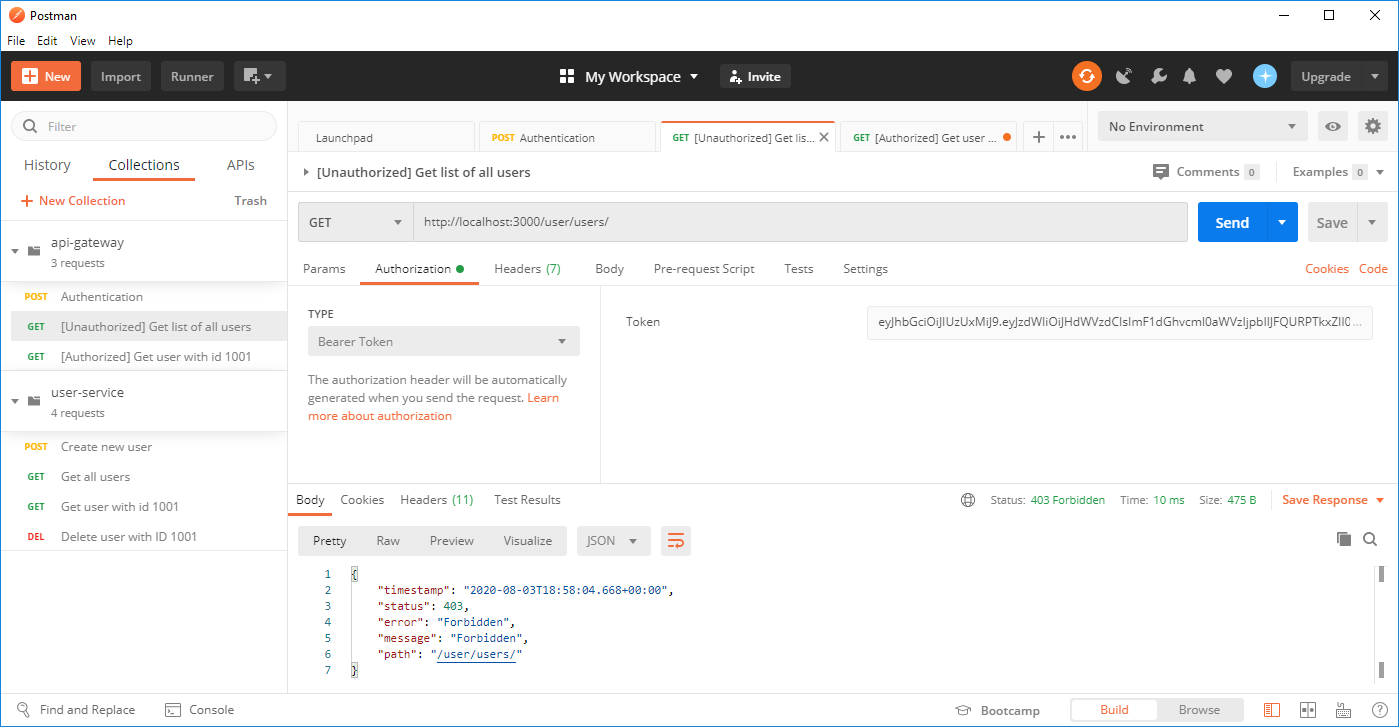 Postman
File Edit View Help
New Import Runner My Workspace Invite Upgrade
Filter
History Collections APIs
New Collection Trash
api-gateway
3 requests
POST Authentication
GET [Unauthorized] Get list of all users
GET [Authorized] Get user with id 1001
user-service
4 requests
POST Create new user
GET Get all users
GET Get user with id 1001
DEL Delete user with ID 1001
Launchpad POST Authentication GET [Unauthorized] Get lis... GET [Authorized] Get user ... No Environment
[Unauthorized] Get list of all users Comments 0 Examples 0
GET http://localhost:3000/user/users/ Send Save
Params Authorization Headers (7) Body Pre-request Script Tests Settings Cookies Code
TYPE
Bearer Token
The authorization header will be automatically
generated when you send the request. Learn
more about authorization
Token
Body Cookies Headers (11) Test Results Status: 403 Forbidden Time: 10 ms Size: 475 B Save Response
Pretty Raw Preview Visualize JSON
1 {
2 "timestamp": "2020-08-03T18:58:04.668+00:00",
3 "status": 403,
4 "error": "Forbidden",
5 "message": "Forbidden",
6 "path": "/user/users/"
7 }
Find and Replace Console Bootcamp Build Browse